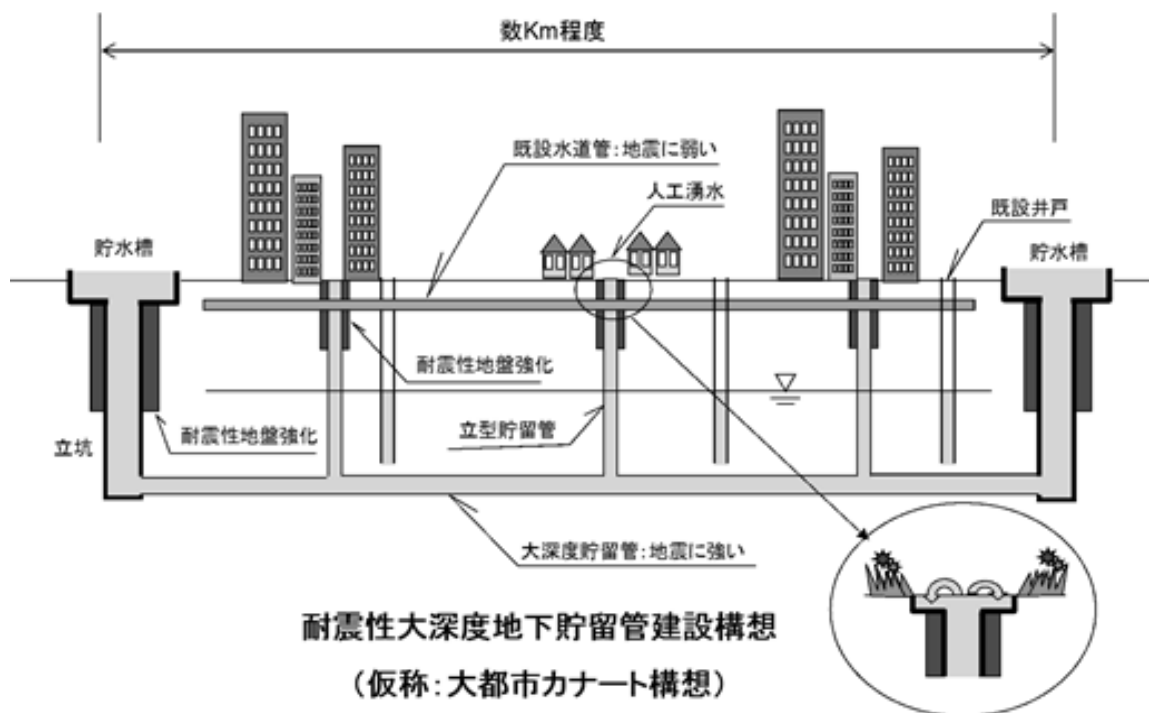 数Km程度
既設水道管:地震に弱い
人工湧水
既設井戸
貯水槽
貯水槽
耐震性地盤強化
耐震性地盤強化
立型貯留管
立坑
大深度貯留管:地震に強い
耐震性大深度地下貯留管建設構想
(仮称:大都市カナート構想)